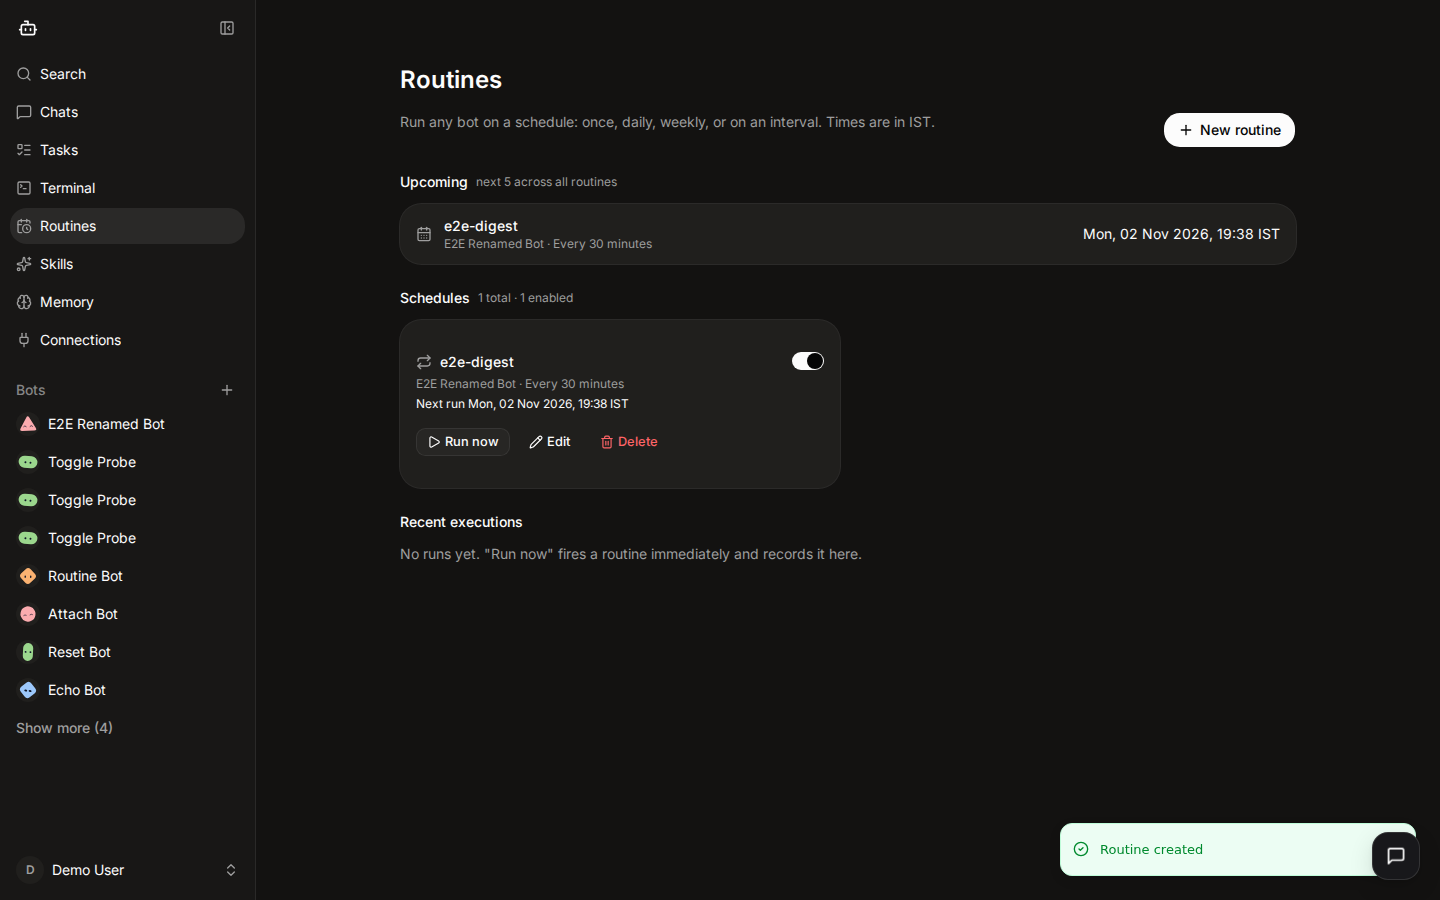 Search
Chats
Tasks
Terminal
Routines
Skills
Memory
Connections
Bots
E2E Renamed Bot
Toggle Probe
Toggle Probe
Toggle Probe
Routine Bot
Attach Bot
Reset Bot
Echo Bot
Show more (4)
D Demo User
Routines
Run any bot on a schedule: once, daily, weekly, or on an interval. Times are in IST.
New routine
Upcoming next 5 across all routines
e2e-digest
E2E Renamed Bot · Every 30 minutes
Mon, 02 Nov 2026, 19:38 IST
Schedules 1 total · 1 enabled
e2e-digest
E2E Renamed Bot · Every 30 minutes
Next run Mon, 02 Nov 2026, 19:38 IST
Run now Edit Delete
Recent executions
No runs yet. "Run now" fires a routine immediately and records it here.
Routine created